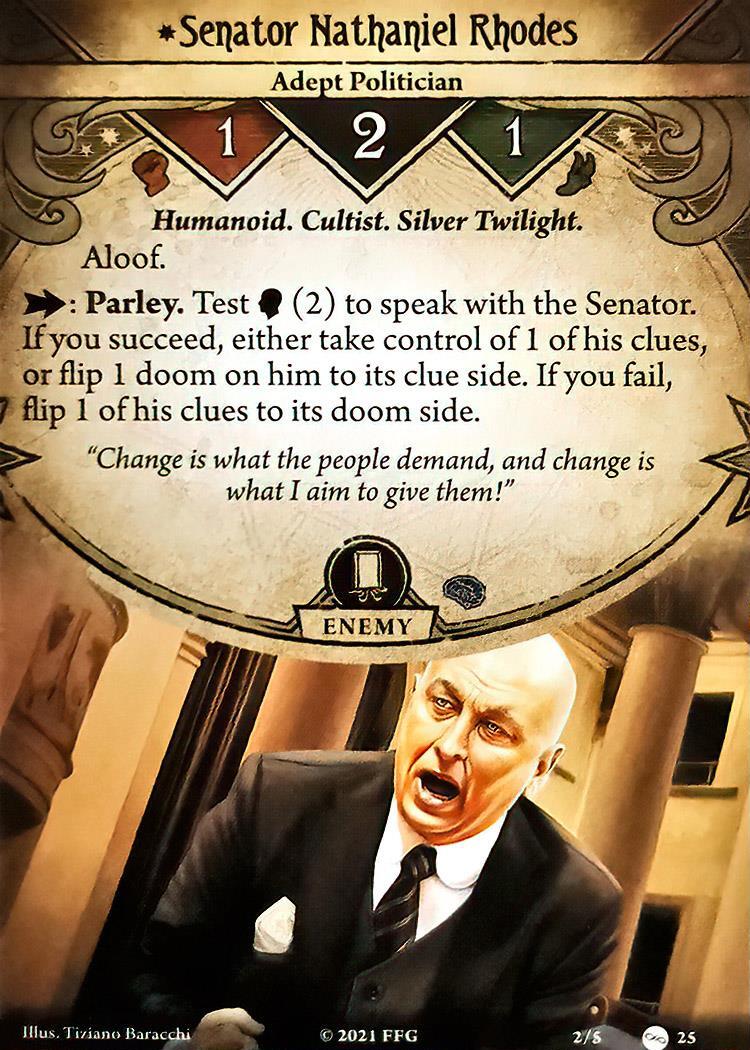 *Senator Nathaniel Rhodes
Adept Politician
1 2 1
Humanoid. Cultist. Silver Twilight.
Aloof.
: Parley. Test (2) to speak with the Senator.
If you succeed, either take control of 1 of his clues,
or flip 1 doom on him to its clue side. If you fail,
flip 1 of his clues to its doom side.
“Change is what the people demand, and change is
what I aim to give them!”
ENEMY
Illus. Tiziano Baracchi © 2021 FFG 2/5 25